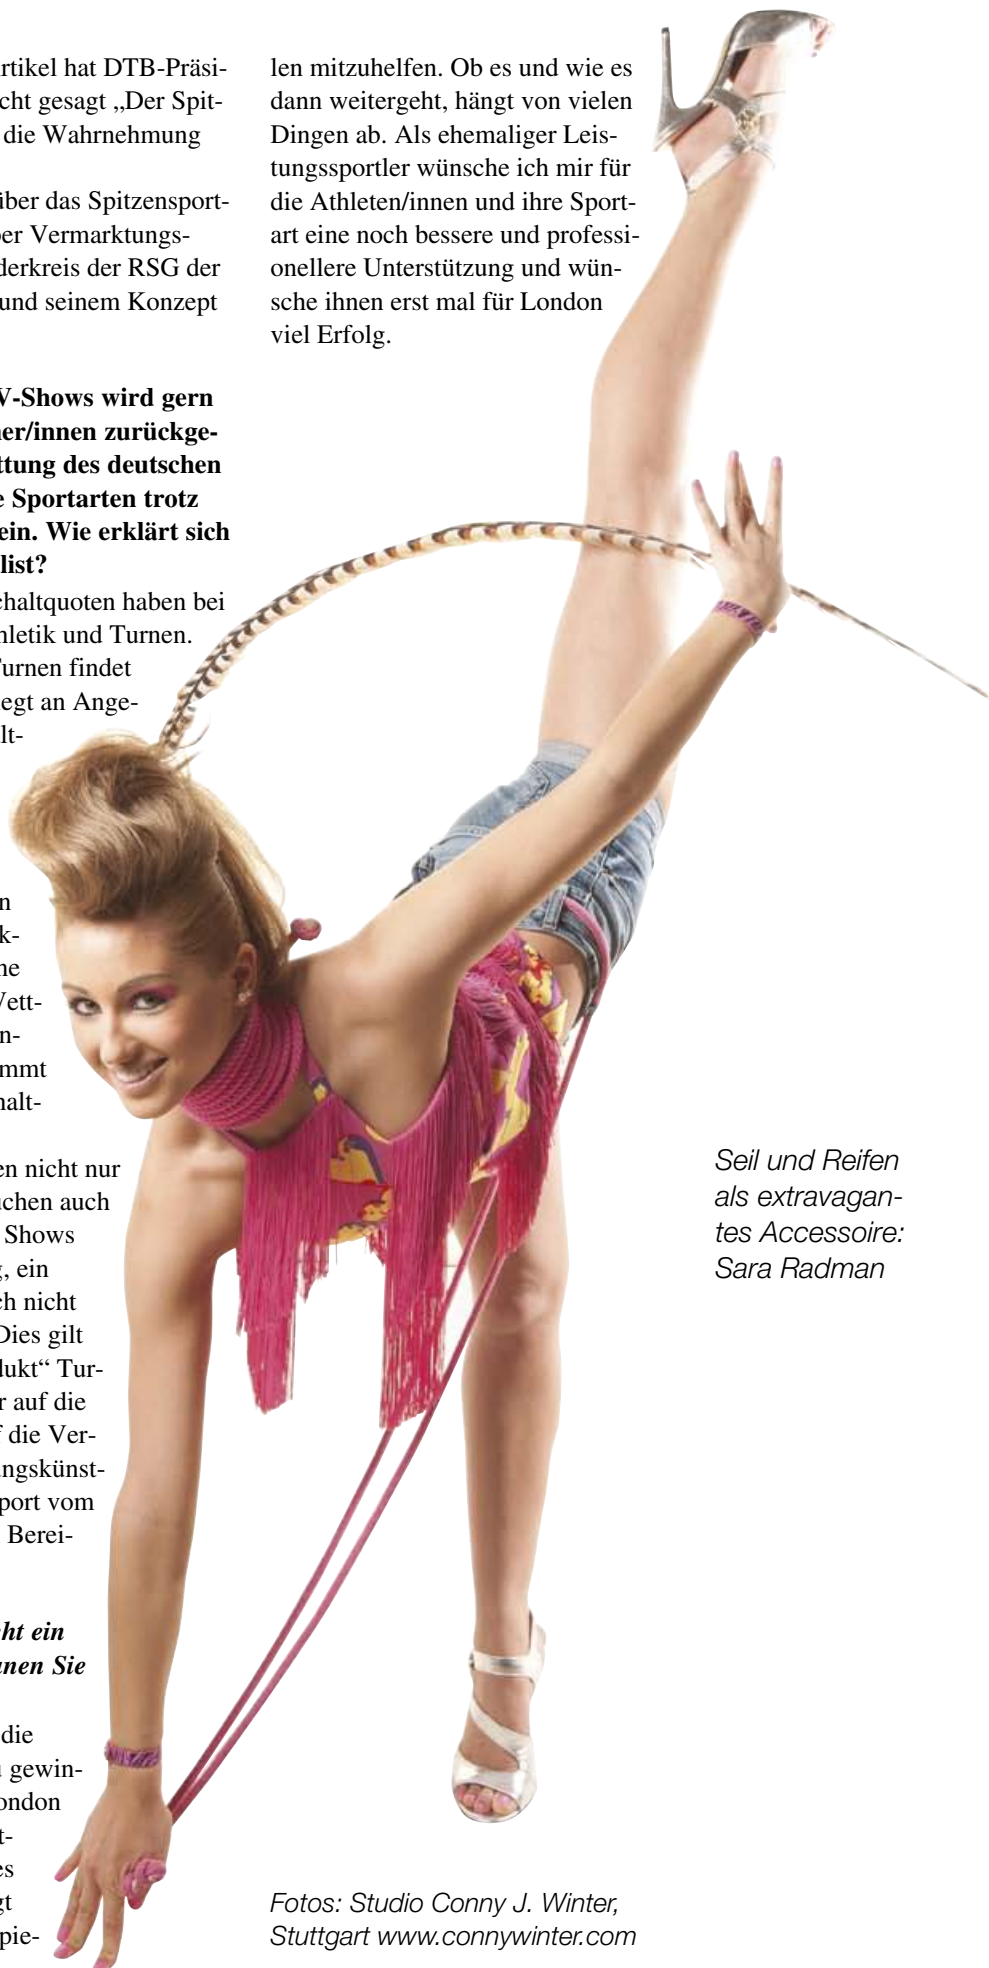 rtikel hat DTB-Präsi-
cht gesagt „Der Spit-
die Wahrnehmung
über das Spitzensport-
er Vermarktungs-
derkreis der RSG der
und seinem Konzept
V-Shows wird gern
er/innen zurückge-
ttung des deutschen
e Sportarten trotz
ein. Wie erklärt sich
list?
chaltquoten haben bei
hletik und Turnen.
Turnen findet
egt an Ange-
lt-
n
k-
ne
Wett-
n-
mmt
halt-
en nicht nur
uchen auch
Shows
g, ein
ch nicht
Dies gilt
dukt“ Tur-
r auf die
f die Ver-
ungskünst-
port vom
Berei-
ht ein
anen Sie
die
u gewin-
ondon
t-
es
gt
pie-
len mitzuhelfen. Ob es und wie es
dann weitergeht, hängt von vielen
Dingen ab. Als ehemaliger Leis-
tungssportler wünsche ich mir für
die Athleten/innen und ihre Sport-
art eine noch bessere und professi-
onellere Unterstützung und wün-
sche ihnen erst mal für London
viel Erfolg.
Seil und Reifen
als extravagan-
tes Accessoire:
Sara Radman
Fotos: Studio Conny J. Winter,
Stuttgart www.connywinter.com